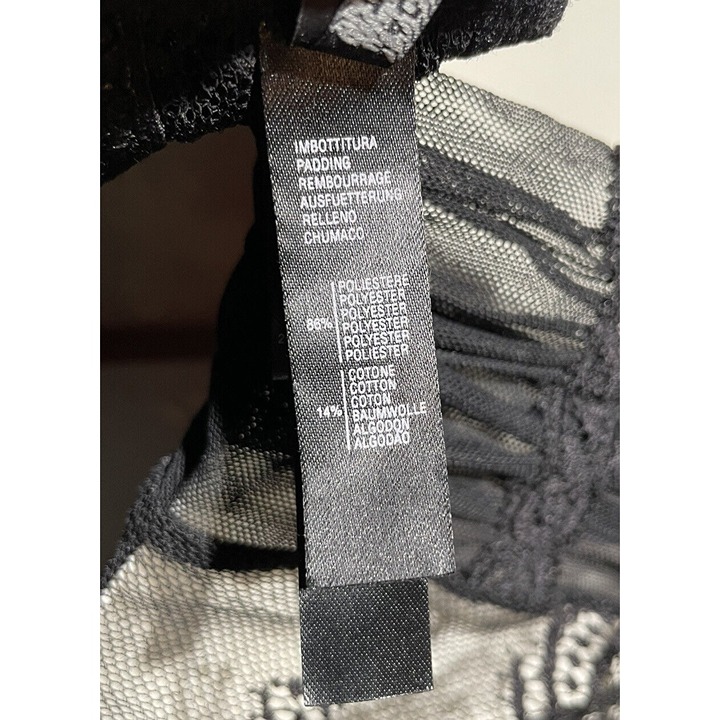 IMBOTTITURA
PADDING
REMBOURRAGE
AUSFUETTERUNG
RELLENO
CHUMACO
86%
POLIESTERE
POLYESTER
POLYESTER
POLYESTER
POLYESTER
POLIESTER
14%
COTONE
COTTON
COTON
BAUMWOLLE
ALGODON
ALGODAO